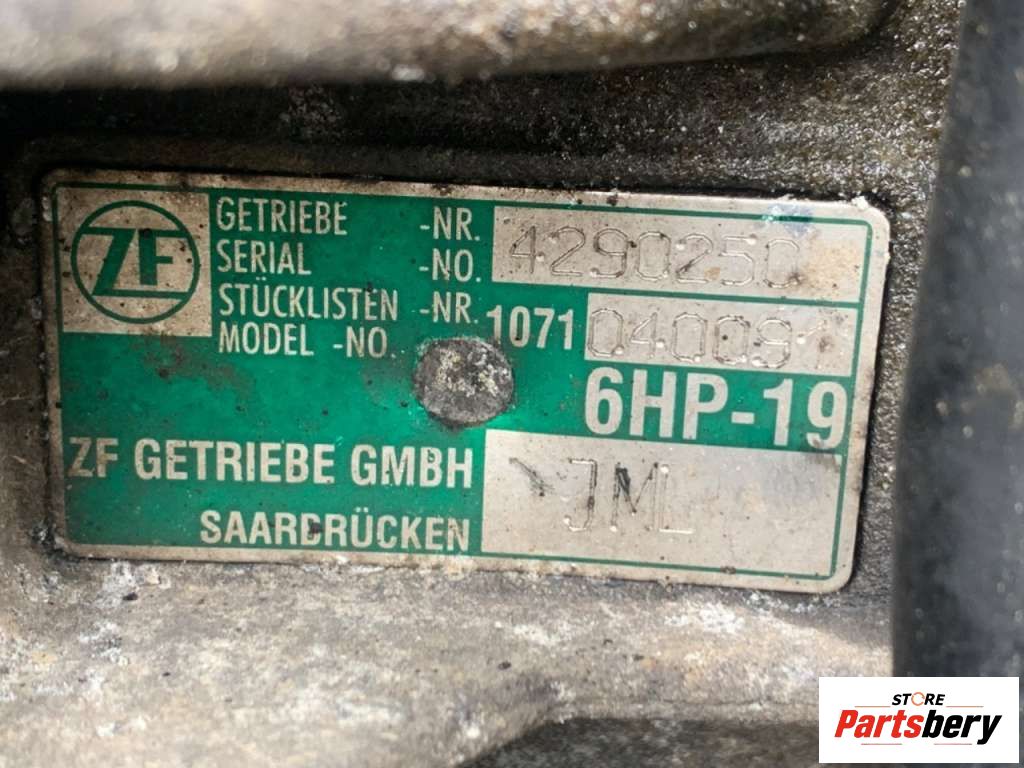 ZF
GETRIEBE -NR. 4290250
SERIAL -NO.
STÜCKLISTEN -NR. 1071 040091
MODEL -NO.
6HP-19
ZF GETRIEBE GMBH
JML
SAARDRÜCKEN
STORE
Partsbery